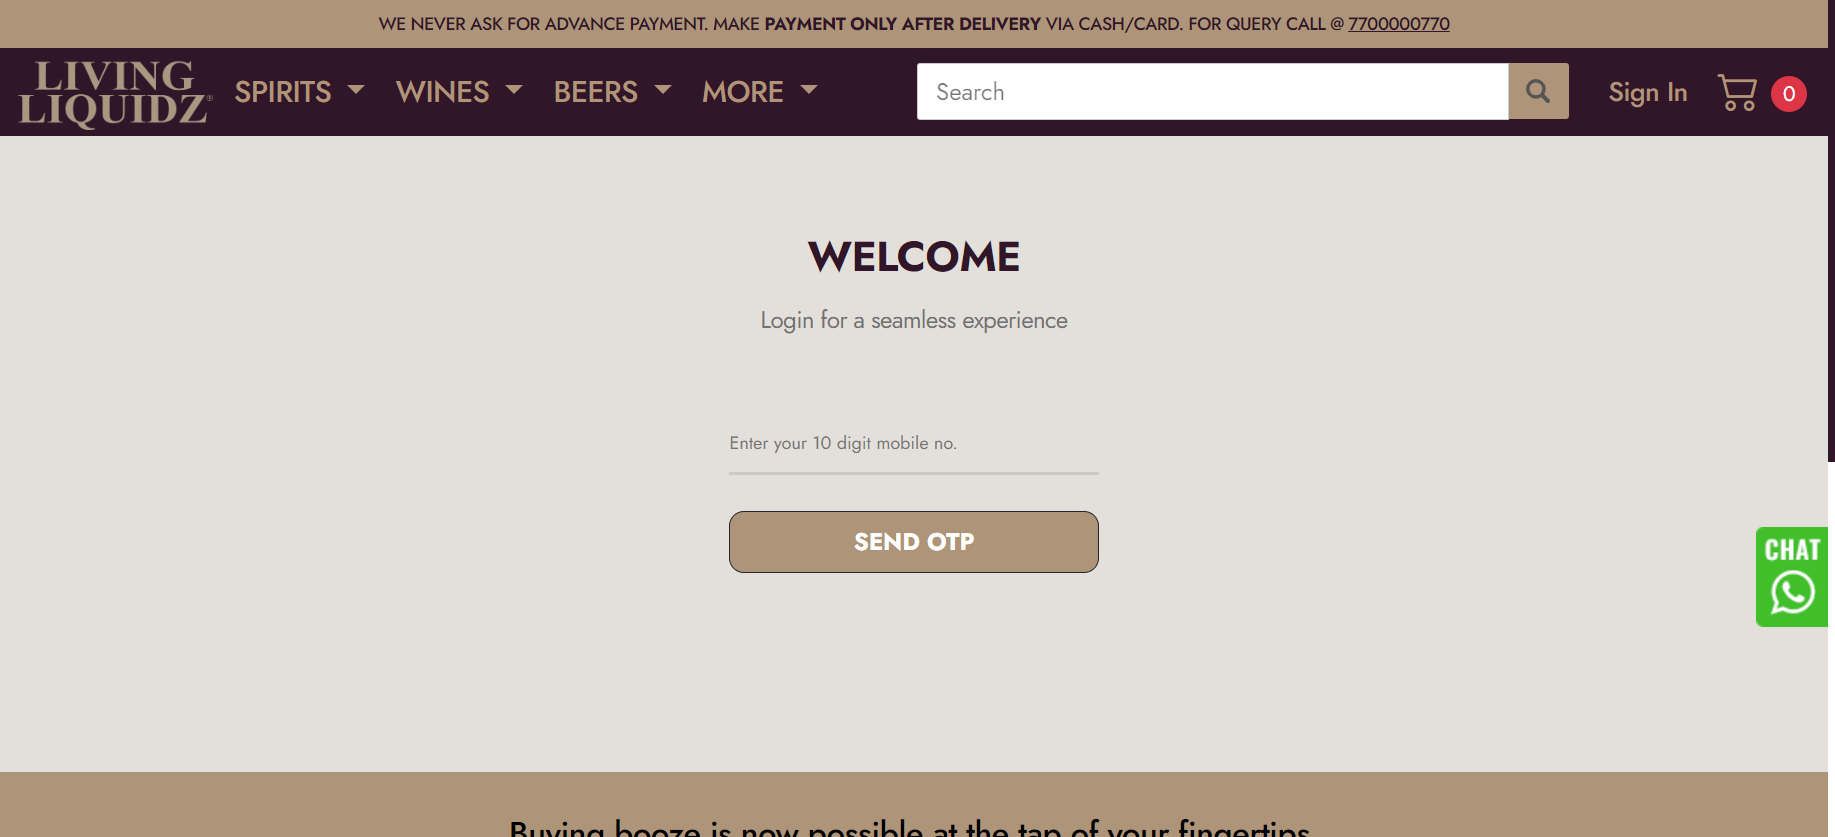 WE NEVER ASK FOR ADVANCE PAYMENT. MAKE PAYMENT ONLY AFTER DELIVERY VIA CASH/CARD. FOR QUERY CALL @ 7700000770
LIVING
LIQUIDZ®
SPIRITS WINES BEERS MORE Search Sign In 0
WELCOME
Login for a seamless experience
Enter your 10 digit mobile no.
SEND OTP
CHAT
Buying booze is now possible at the tap of your fingertips